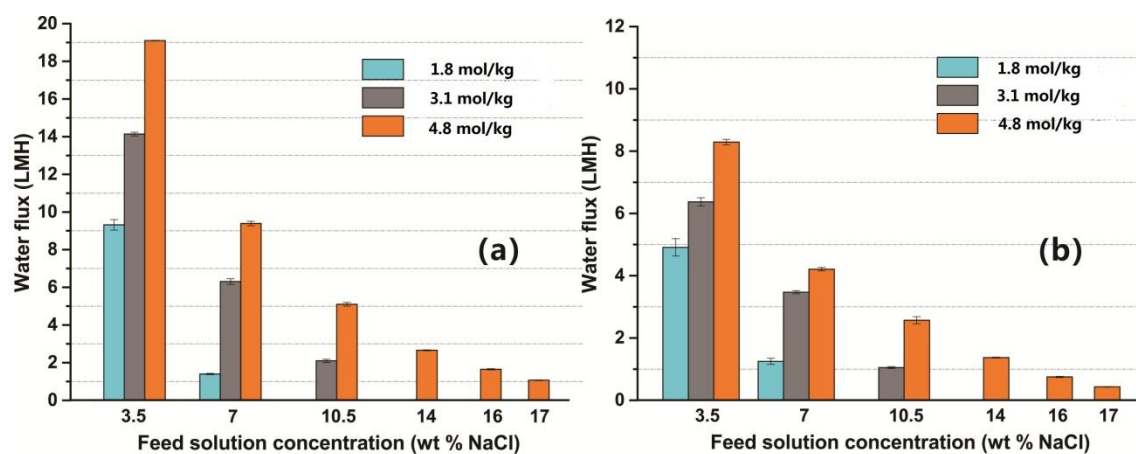 20
18
16
14
12
10
8
6
4
2
0
Water flux (LMH)
1.8 mol/kg
3.1 mol/kg
4.8 mol/kg
(a)
3.5 7 10.5 14 16 17
Feed solution concentration (wt % NaCl)
12
10
8
6
4
2
0
Water flux (LMH)
1.8 mol/kg
3.1 mol/kg
4.8 mol/kg
(b)
3.5 7 10.5 14 16 17
Feed solution concentration (wt % NaCl)